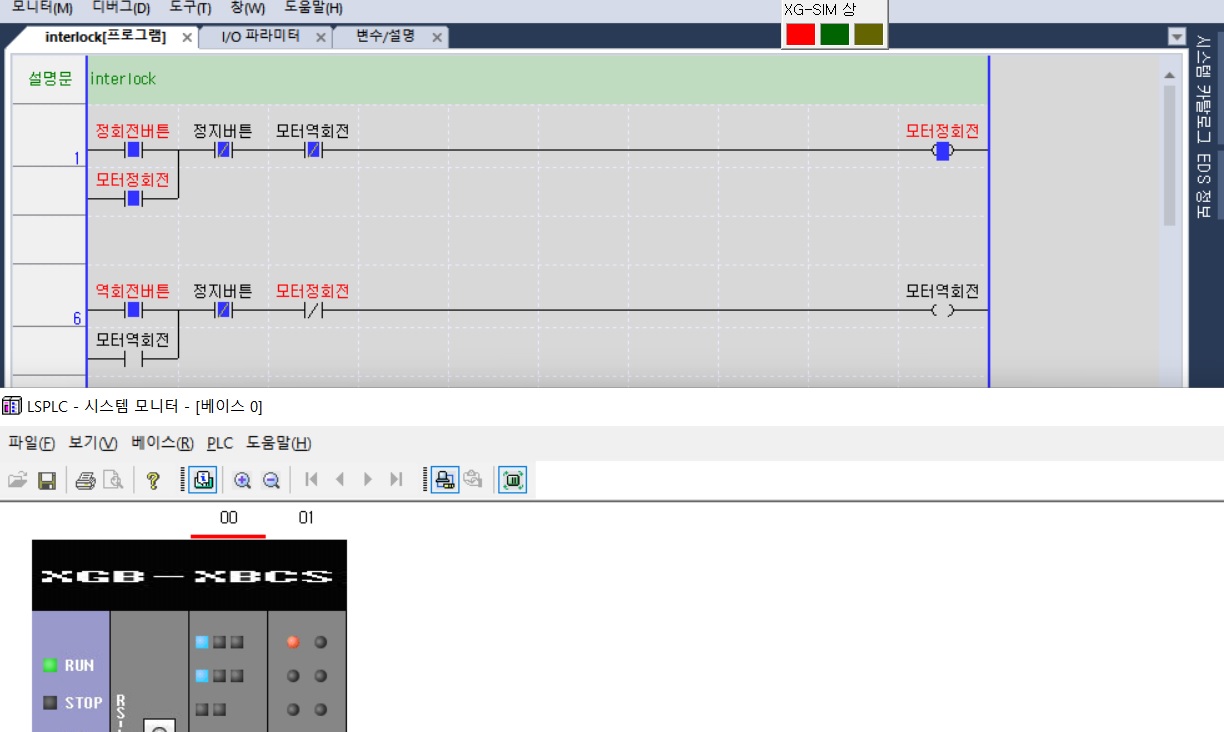 모니터(M) 디버그(D) 도구(T) 창(W) 도움말(H)
XG-SIM 상
interlock[프로그램] I/O 파라미터 변수/설명
설명문 interlock
정회전버튼 정지버튼 모터역회전 모터정회전
1
모터정회전
역회전버튼 정지버튼 모터정회전 모터역회전
6
모터역회전
시스템 카탈로그 EDS 정보
LSPLC - 시스템 모니터 - [베이스 0]
파일(F) 보기(V) 베이스(R) PLC 도움말(H)
00 01
XGB-XBCS
RUN
STOP